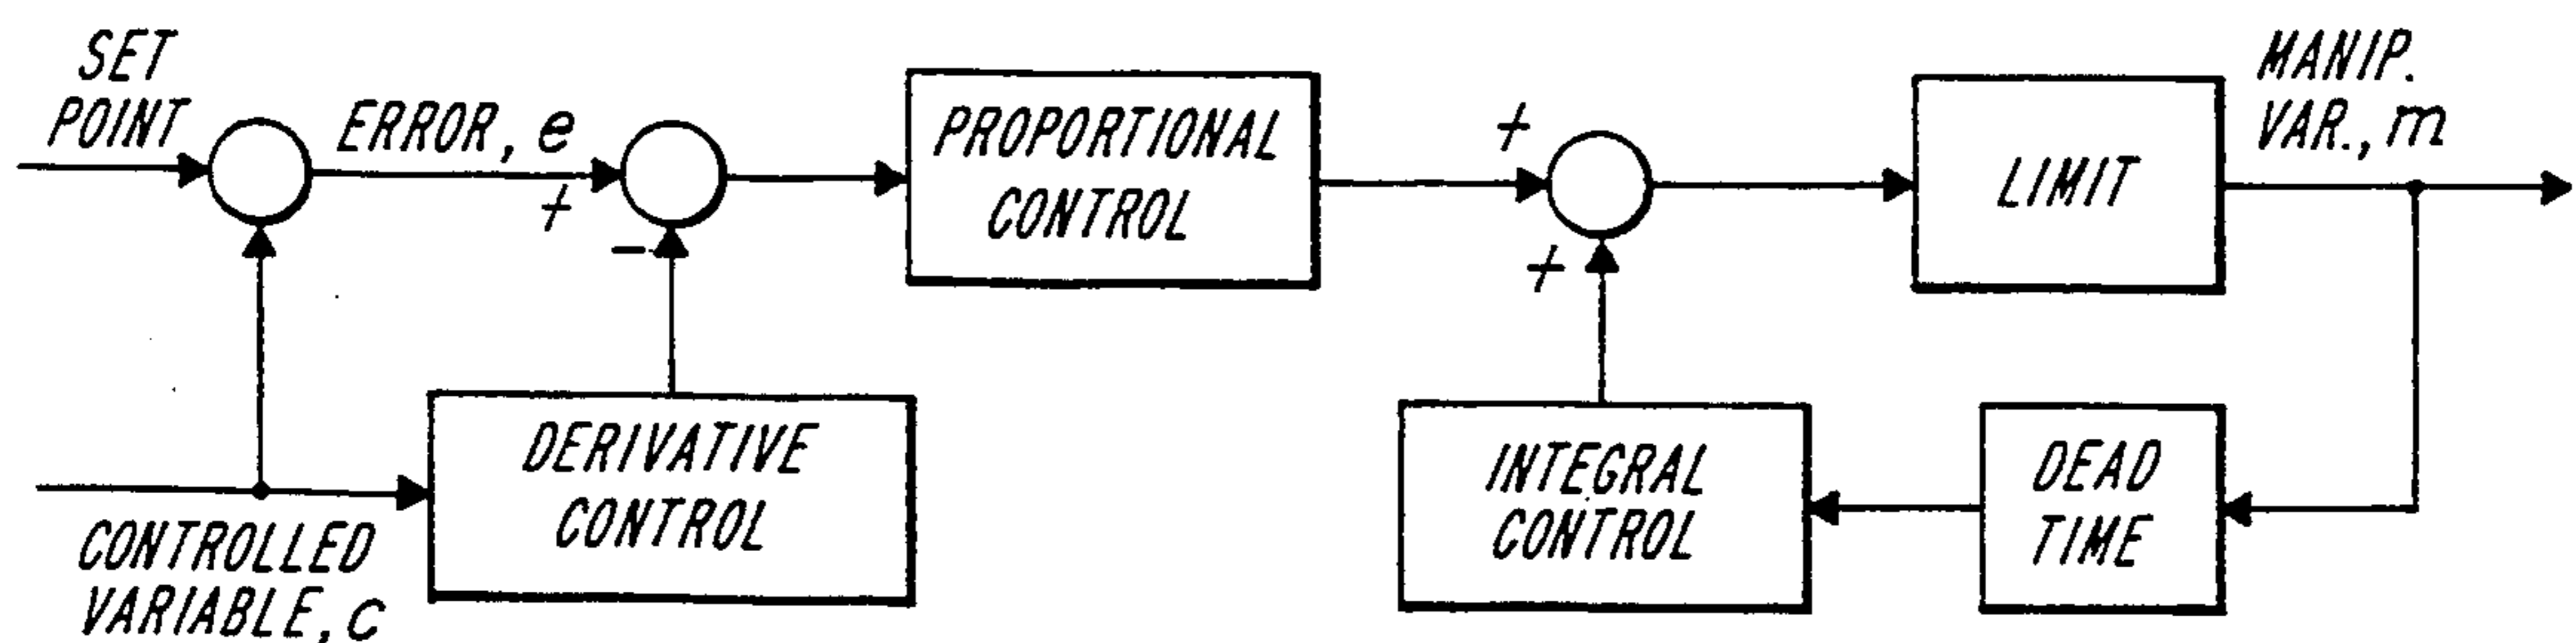 SET
POINT
ERROR, e
+
-
PROPORTIONAL
CONTROL
+
+
LIMIT
MANIP.
VAR., m
DERIVATIVE
CONTROL
INTEGRAL
CONTROL
DEAD
TIME
CONTROLLED
VARIABLE, c